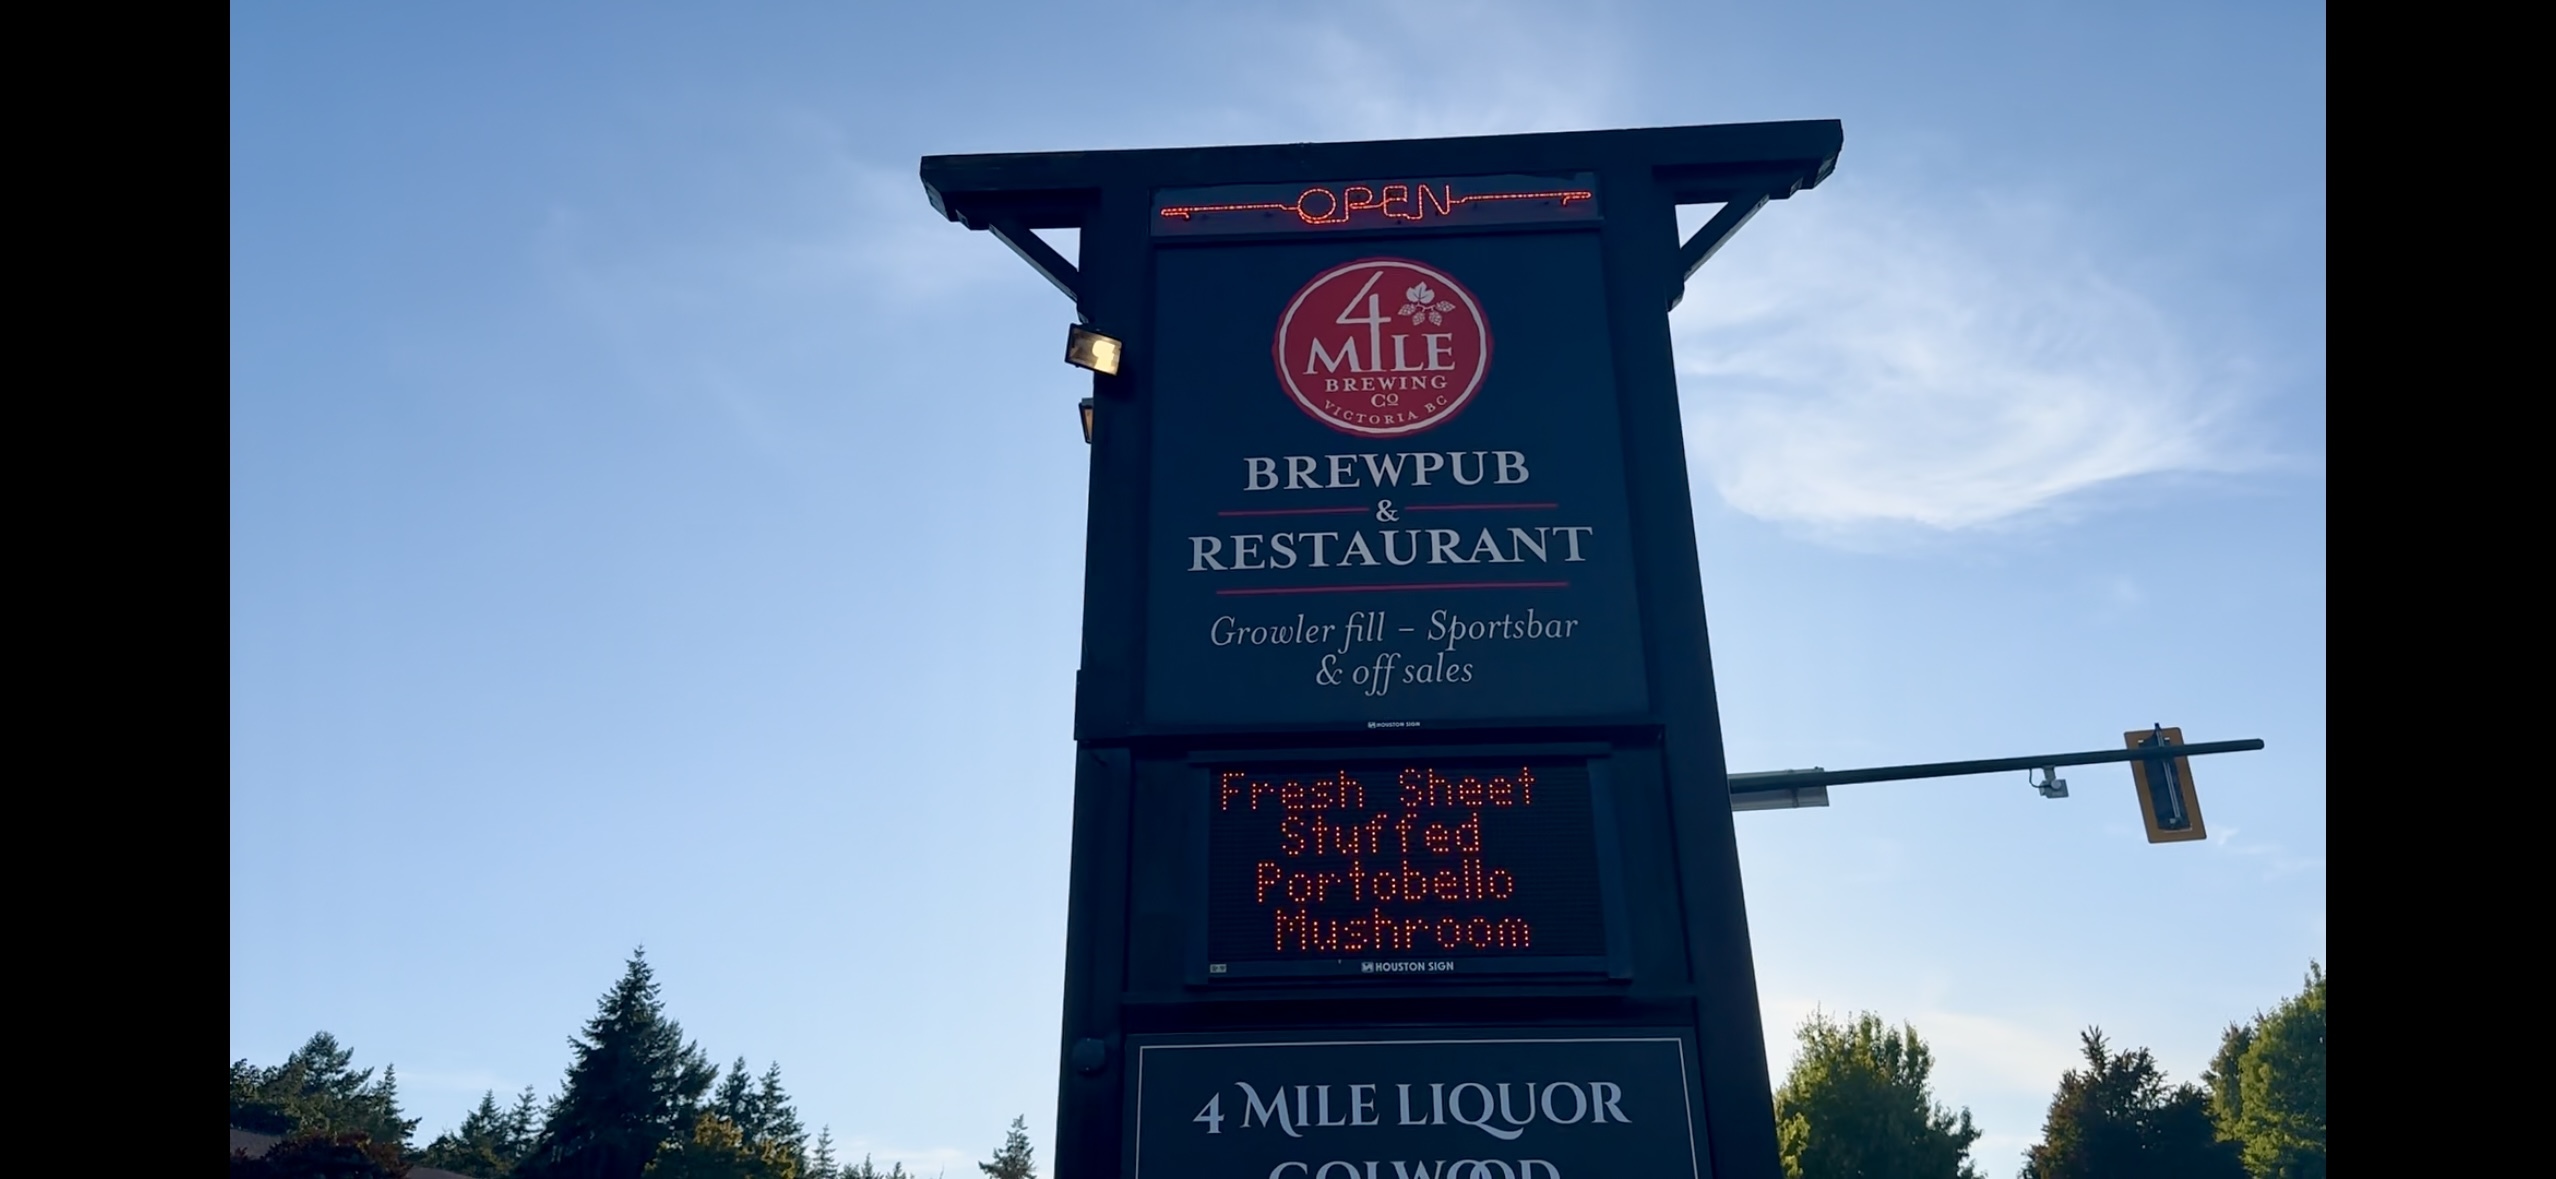 OPEN
4
MILE
BREWING
Co
VICTORIA BC
BREWPUB
&
RESTAURANT
Growler fill – Sportsbar
& off sales
HOUSTON SIGN
Fresh Sheet
Stuffed
Portobello
Mushroom
HOUSTON SIGN
4 MILE LIQUOR
COLWOOD